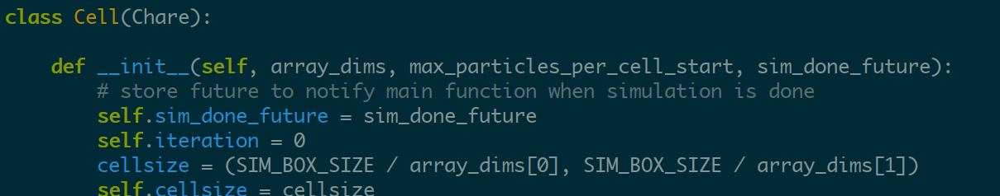 class Cell(Chare):
def __init__(self, array_dims, max_particles_per_cell_start, sim_done_future):
# store future to notify main function when simulation is done
self.sim_done_future = sim_done_future
self.iteration = 0
cellsize = (SIM_BOX_SIZE / array_dims[0], SIM_BOX_SIZE / array_dims[1])
self.cellsize = cellsize